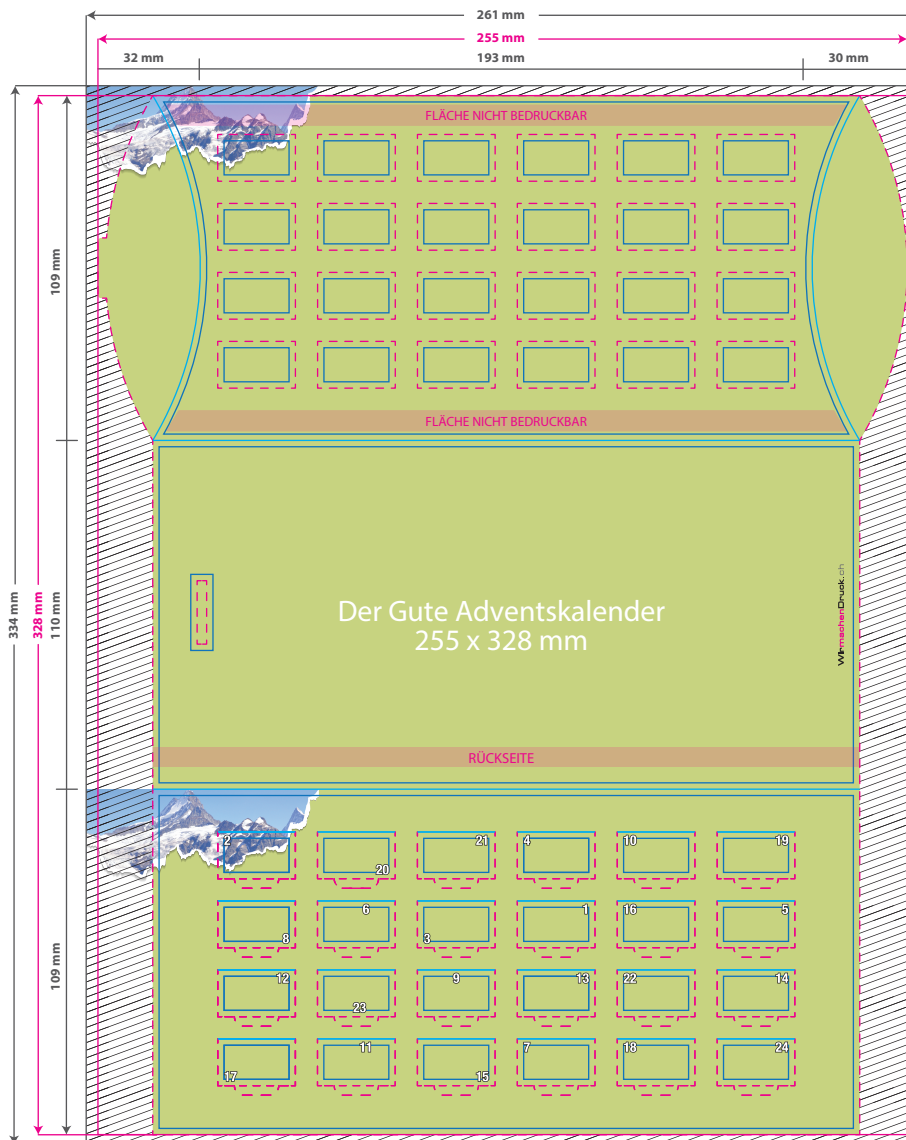 261 mm
255 mm
32 mm 193 mm 30 mm
FLÄCHE NICHT BEDRUCKBAR
109 mm
FLÄCHE NICHT BEDRUCKBAR
334 mm
328 mm
110 mm
Der Gute Adventskalender
255 x 328 mm
WIRmachenDruck.ch
RÜCKSEITE
109 mm
2 20 21 4 10 19
8 6 3 1 16 5
12 23 9 13 22 14
17 11 15 7 18 24